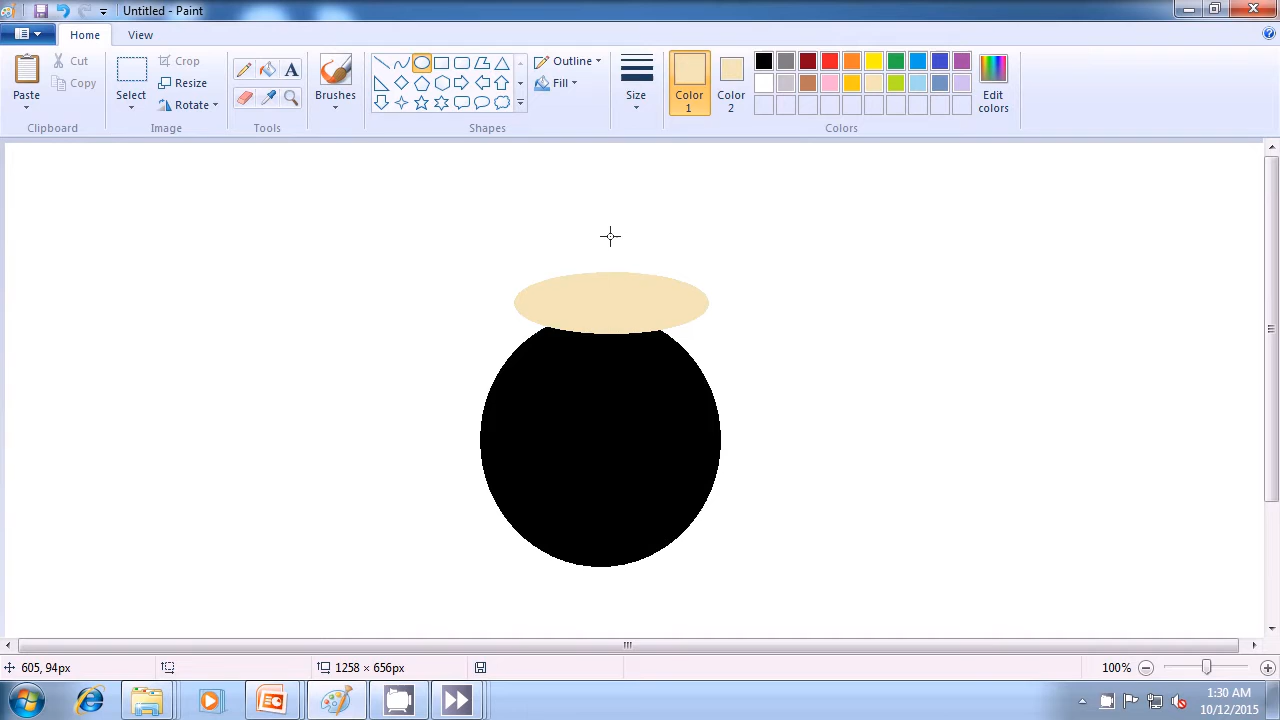 Untitled - Paint
Home
View
Paste
Cut
Copy
Clipboard
Select
Crop
Resize
Rotate
Image
A
Tools
Brushes
Outline
Fill
Shapes
Size
Color
1
Color
2
Edit
colors
Colors
605, 94px
1258 × 656px
100%
1:30 AM
10/12/2015